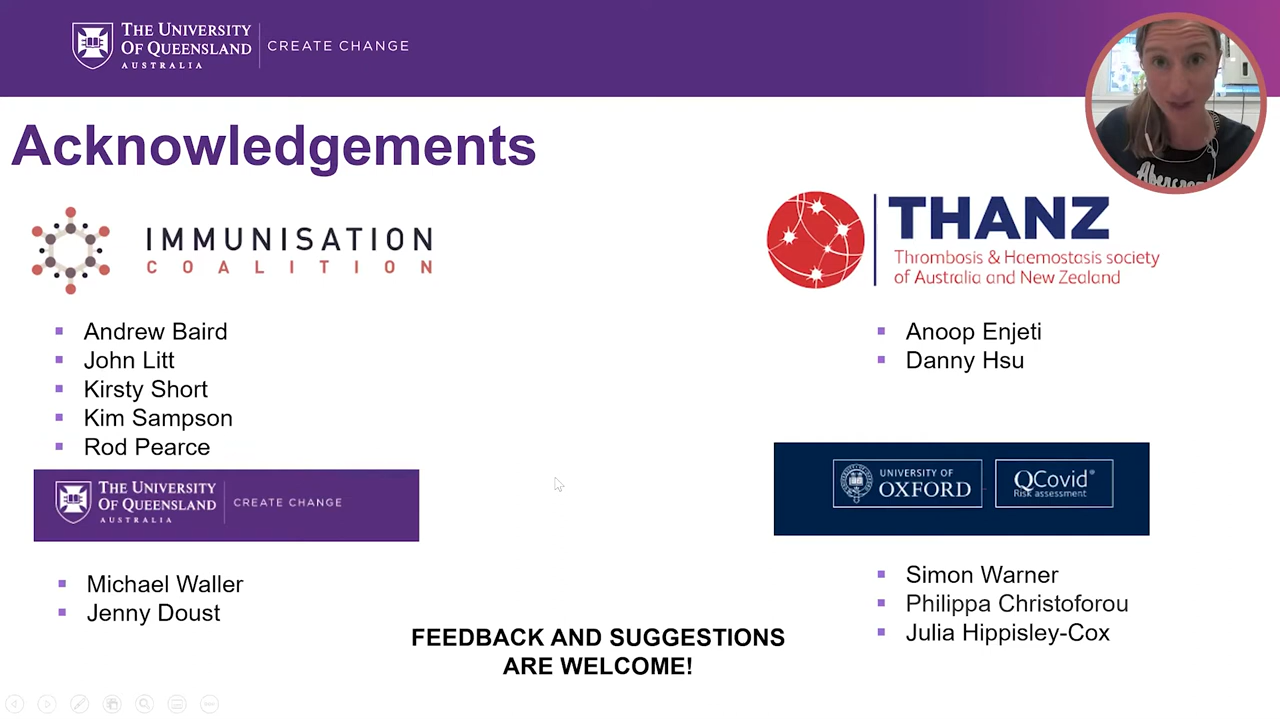 THE UNIVERSITY
OF QUEENSLAND
AUSTRALIA
CREATE CHANGE
Acknowledgements
IMMUNISATION
COALITION
Andrew Baird
John Litt
Kirsty Short
Kim Sampson
Rod Pearce
THE UNIVERSITY
OF QUEENSLAND
AUSTRALIA
CREATE CHANGE
Michael Waller
Jenny Doust
THANZ
Thrombosis & Haemostasis society
of Australia and New Zealand
Anoop Enjeti
Danny Hsu
UNIVERSITY OF
OXFORD
QCovid®
Risk assessment
Simon Warner
Philippa Christoforou
Julia Hippisley-Cox
FEEDBACK AND SUGGESTIONS
ARE WELCOME!